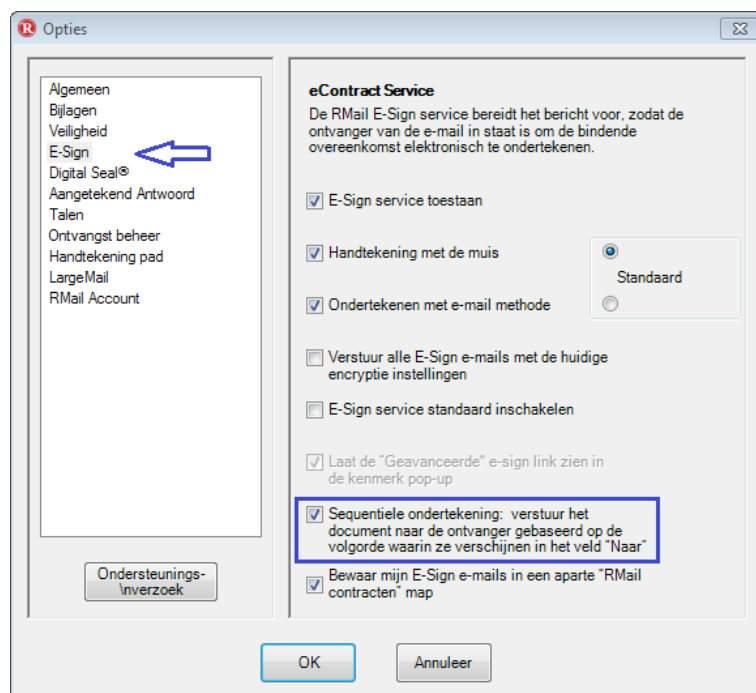 R Opties
Algemeen
Bijlagen
Veiligheid
E-Sign
Digital Seal®
Aangetekend Antwoord
Talen
Ontvangst beheer
Handtekening pad
LargeMail
RMail Account
Ondersteunings-
\nverzoek
eContract Service
De RMail E-Sign service bereidt het bericht voor, zodat de
ontvanger van de e-mail in staat is om de bindende
overeenkomst elektronisch te ondertekenen.
E-Sign service toestaan
Handtekening met de muis
Standaard
Ondertekenen met e-mail methode
Verstuur alle E-Sign e-mails met de huidige
encryptie instellingen
E-Sign service standaard inschakelen
Laat de "Geavanceerde" e-sign link zien in
de kenmerk pop-up
Sequentiele ondertekening: verstuur het
document naar de ontvanger gebaseerd op de
volgorde waarin ze verschijnen in het veld "Naar"
Bewaar mijn E-Sign e-mails in een aparte "RMail
contracten" map
OK
Annuleer